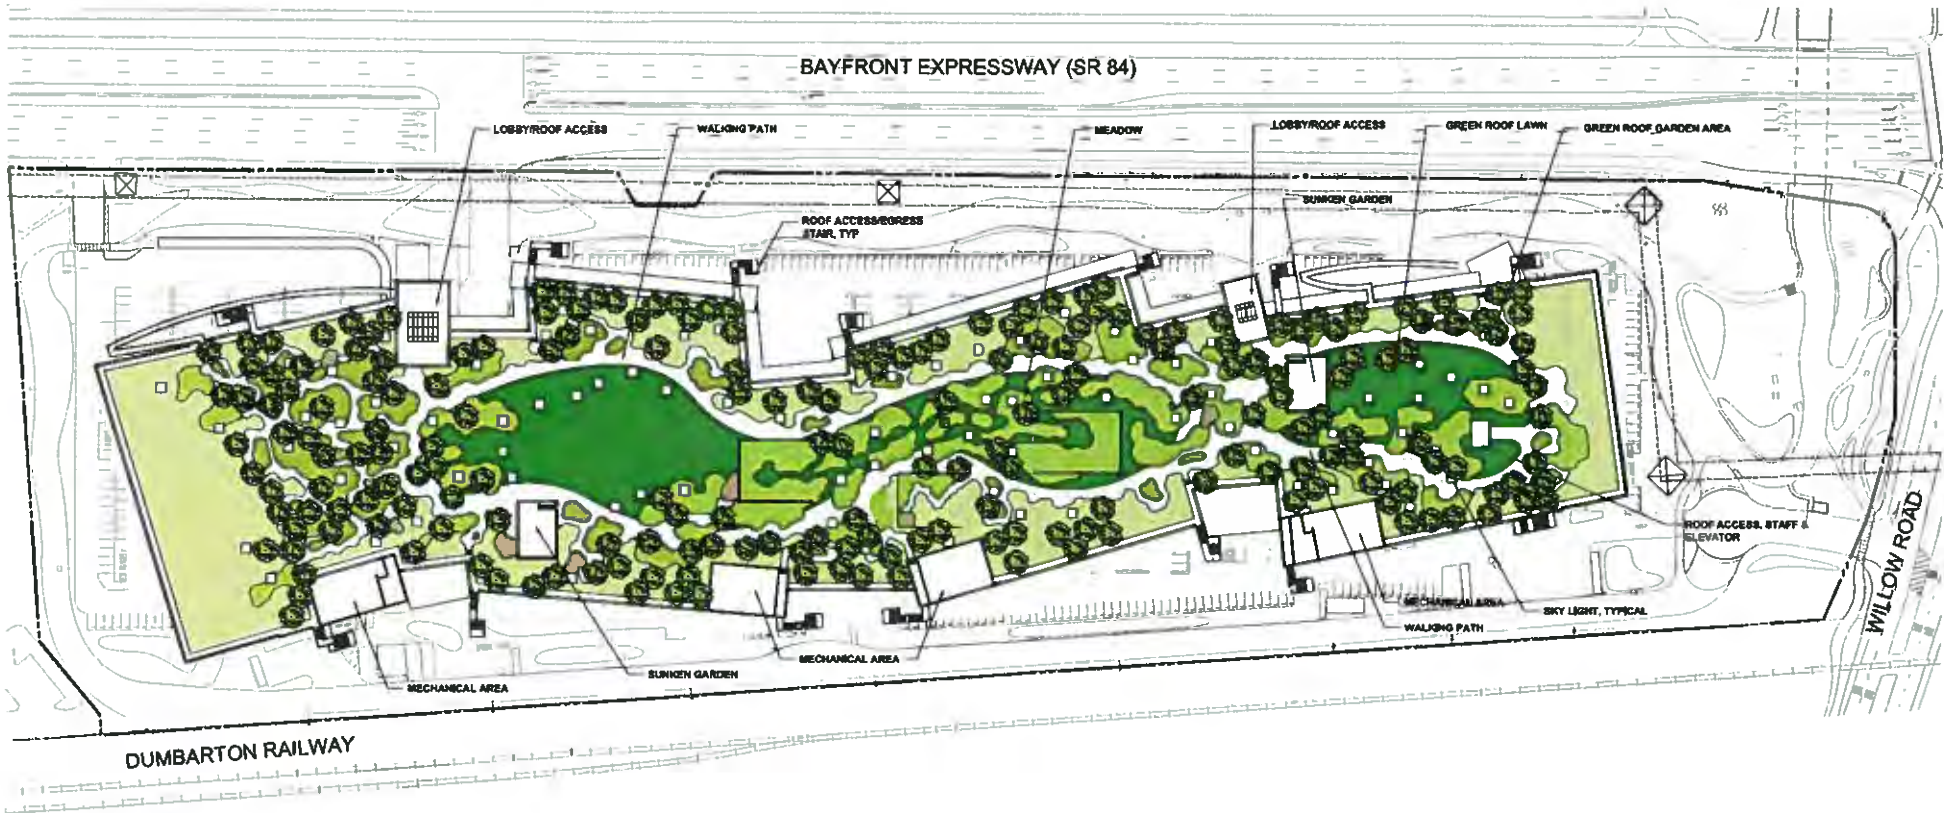 BAYFRONT EXPRESSWAY (SR 84)
LOBBY/ROOF ACCESS
WALKING PATH
MEADOW
LOBBY/ROOF ACCESS
GREEN ROOF LAWN
GREEN ROOF GARDEN AREA
SUNKEN GARDEN
ROOF ACCESS/EGRESS
STAIR, TYP
ROOF ACCESS, STAFF &
ELEVATOR
WILLOW ROAD
MECHANICAL AREA
SKY LIGHT, TYPICAL
WALKING PATH
MECHANICAL AREA
SUNKEN GARDEN
MECHANICAL AREA
DUMBARTON RAILWAY